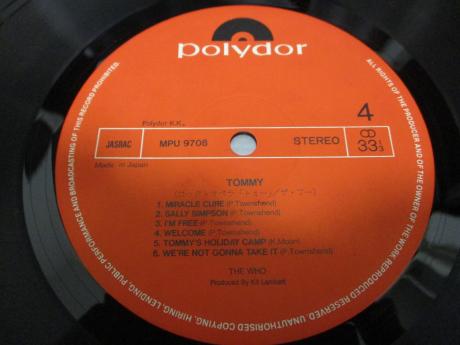 polydor
ALL RIGHTS OF THE PRODUCER AND OF THE OWNER OF THE WORK REPRODUCED RESERVED. UNAUTHORISED COPYING, HIRING, LENDING, PUBLIC PERFORMANCE AND BROADCASTING OF THIS RECORD PROHIBITED.
Polydor K.K.
4
JASRAC
MPU 9706
STEREO
33 1/3
Made in Japan
TOMMY
1. MIRACLE CURE (P.Townshend)
2. SALLY SIMPSON (P.Townshend)
3. I'M FREE (P.Townshend)
4. WELCOME (P.Townshend)
5. TOMMY'S HOLIDAY CAMP (K.Moon)
6. WE'RE NOT GONNA TAKE IT (P.Townshend)
THE WHO
Produced By Kit Lambert